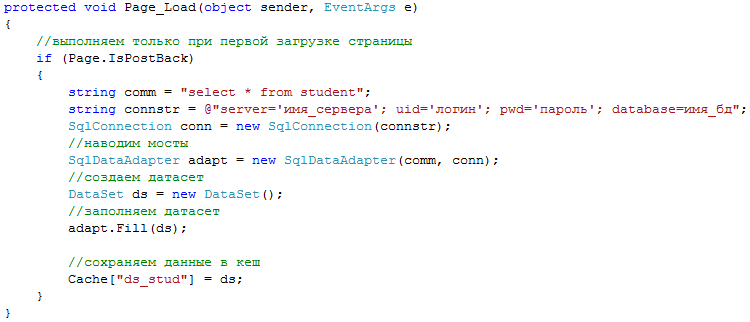 protected void Page_Load(object sender, EventArgs e)
{
//выполняем только при первой загрузке страницы
if (Page.IsPostBack)
{
string comm = "select * from student";
string connstr = @"server='имя_сервера'; uid='логин'; pwd='пароль'; database=имя_бд";
SqlConnection conn = new SqlConnection(connstr);
//наводим мосты
SqlDataAdapter adapt = new SqlDataAdapter(comm, conn);
//создаем датасет
DataSet ds = new DataSet();
//заполняем датасет
adapt.Fill(ds);
//сохраняем данные в кеш
Cache["ds_stud"] = ds;
}
}